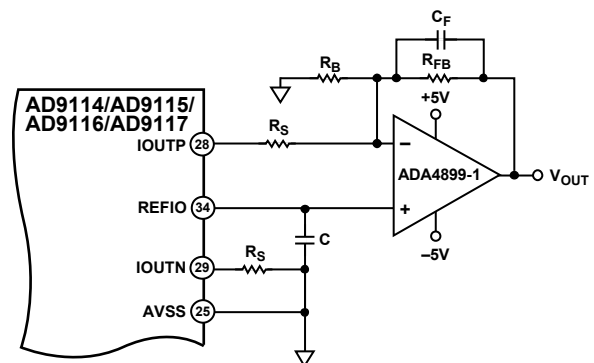 C_F
R_B
R_FB
AD9114/AD9115/
AD9116/AD9117
+5V
R_S
IOUTP 28
–
ADA4899-1
V_OUT
REFIO 34
+
C
R_S
–5V
IOUTN 29
AVSS 25